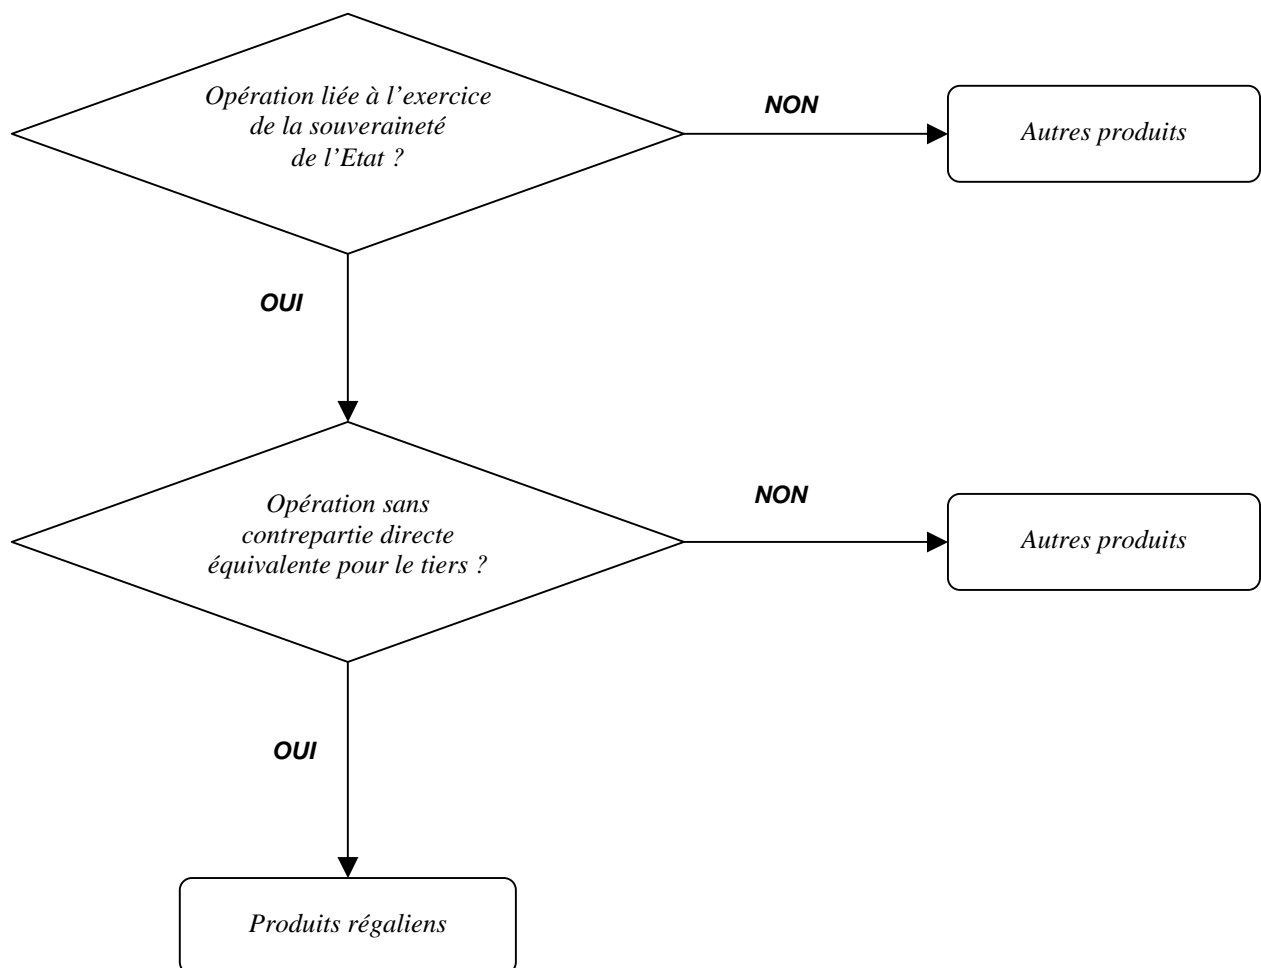 Opération liée à l’exercice
de la souveraineté
de l’Etat ?
NON
Autres produits
OUI
Opération sans
contrepartie directe
équivalente pour le tiers ?
NON
Autres produits
OUI
Produits régaliens